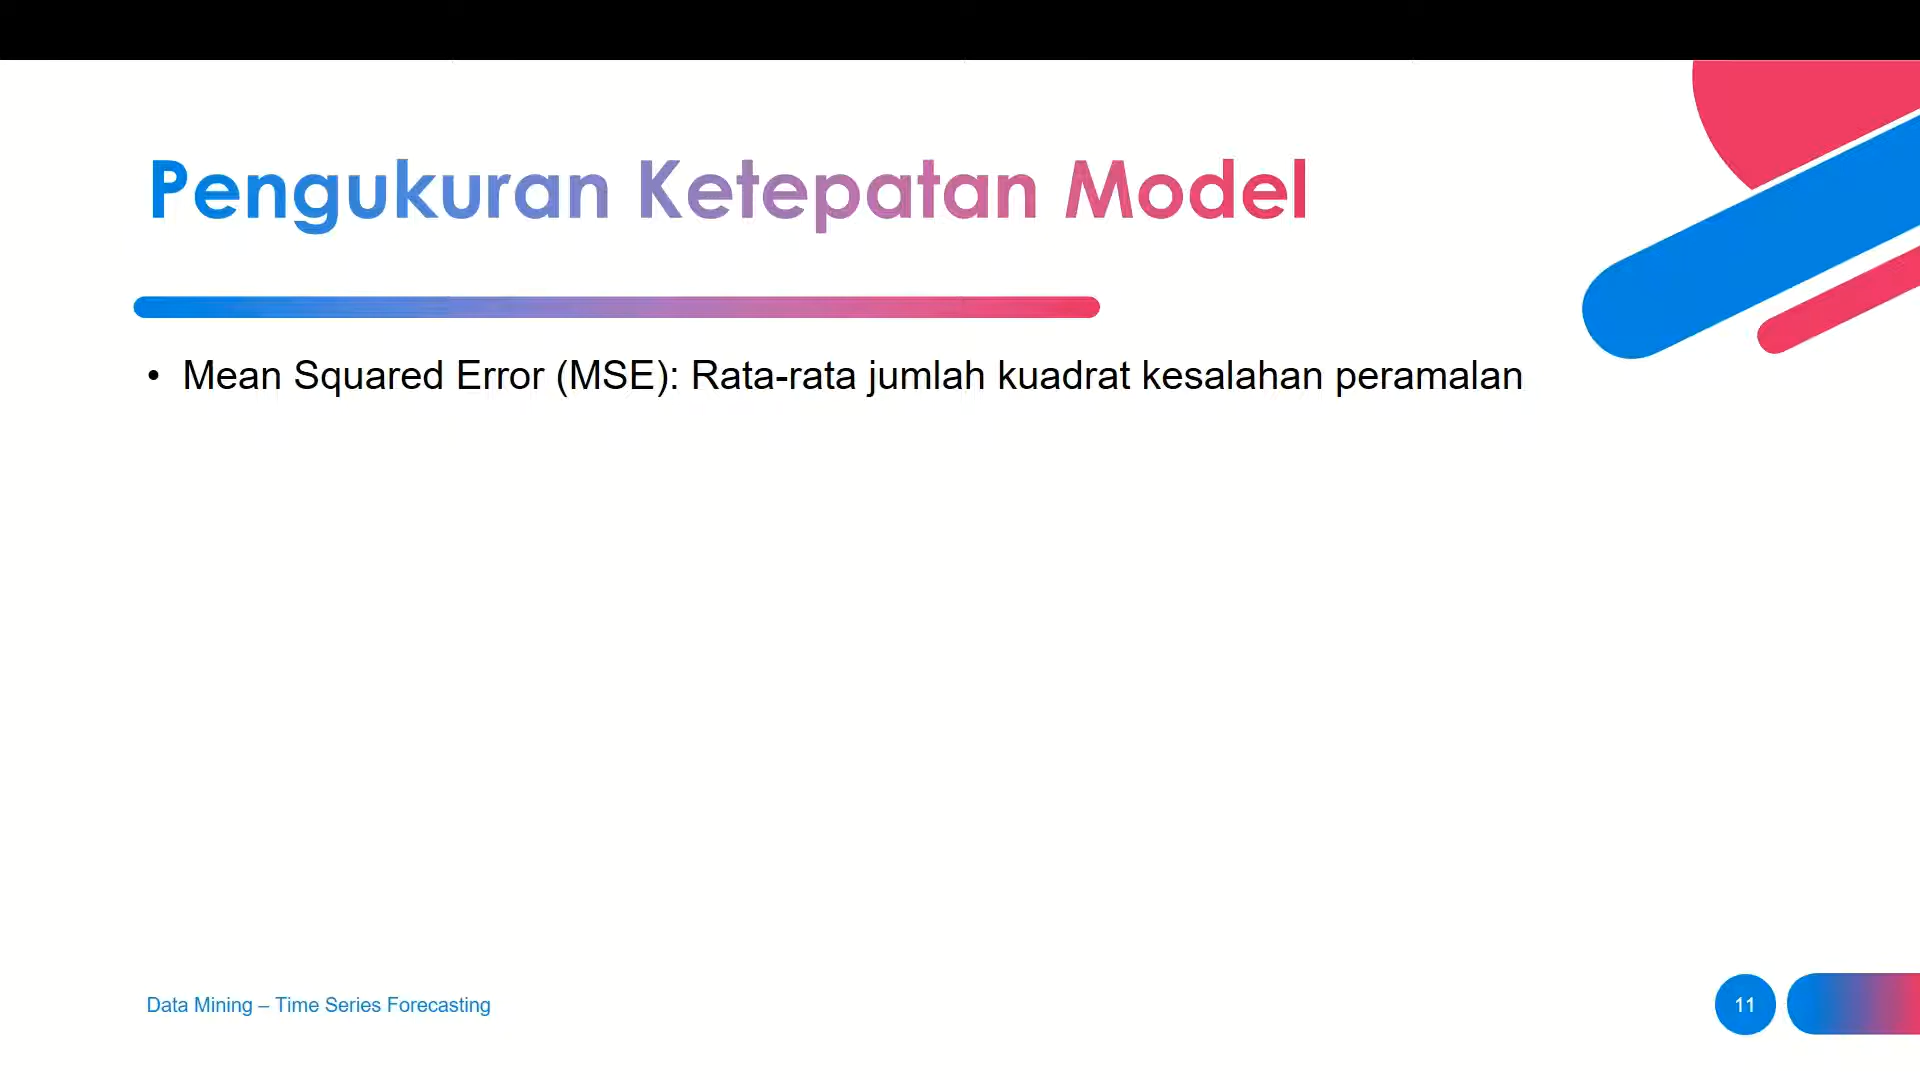 Pengukuran Ketepatan Model
• Mean Squared Error (MSE): Rata-rata jumlah kuadrat kesalahan peramalan
Data Mining – Time Series Forecasting
11